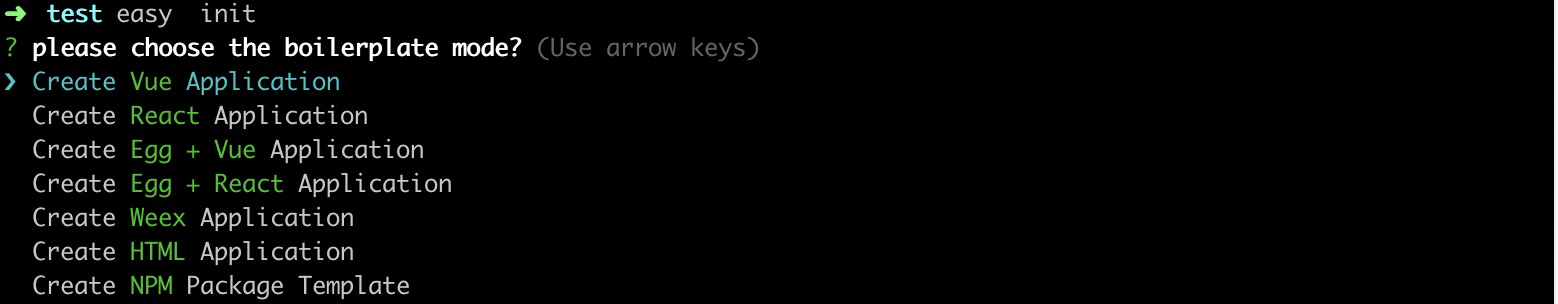 ➜ test easy  init
? please choose the boilerplate mode? (Use arrow keys)
❯ Create Vue Application
  Create React Application
  Create Egg + Vue Application
  Create Egg + React Application
  Create Weex Application
  Create HTML Application
  Create NPM Package Template